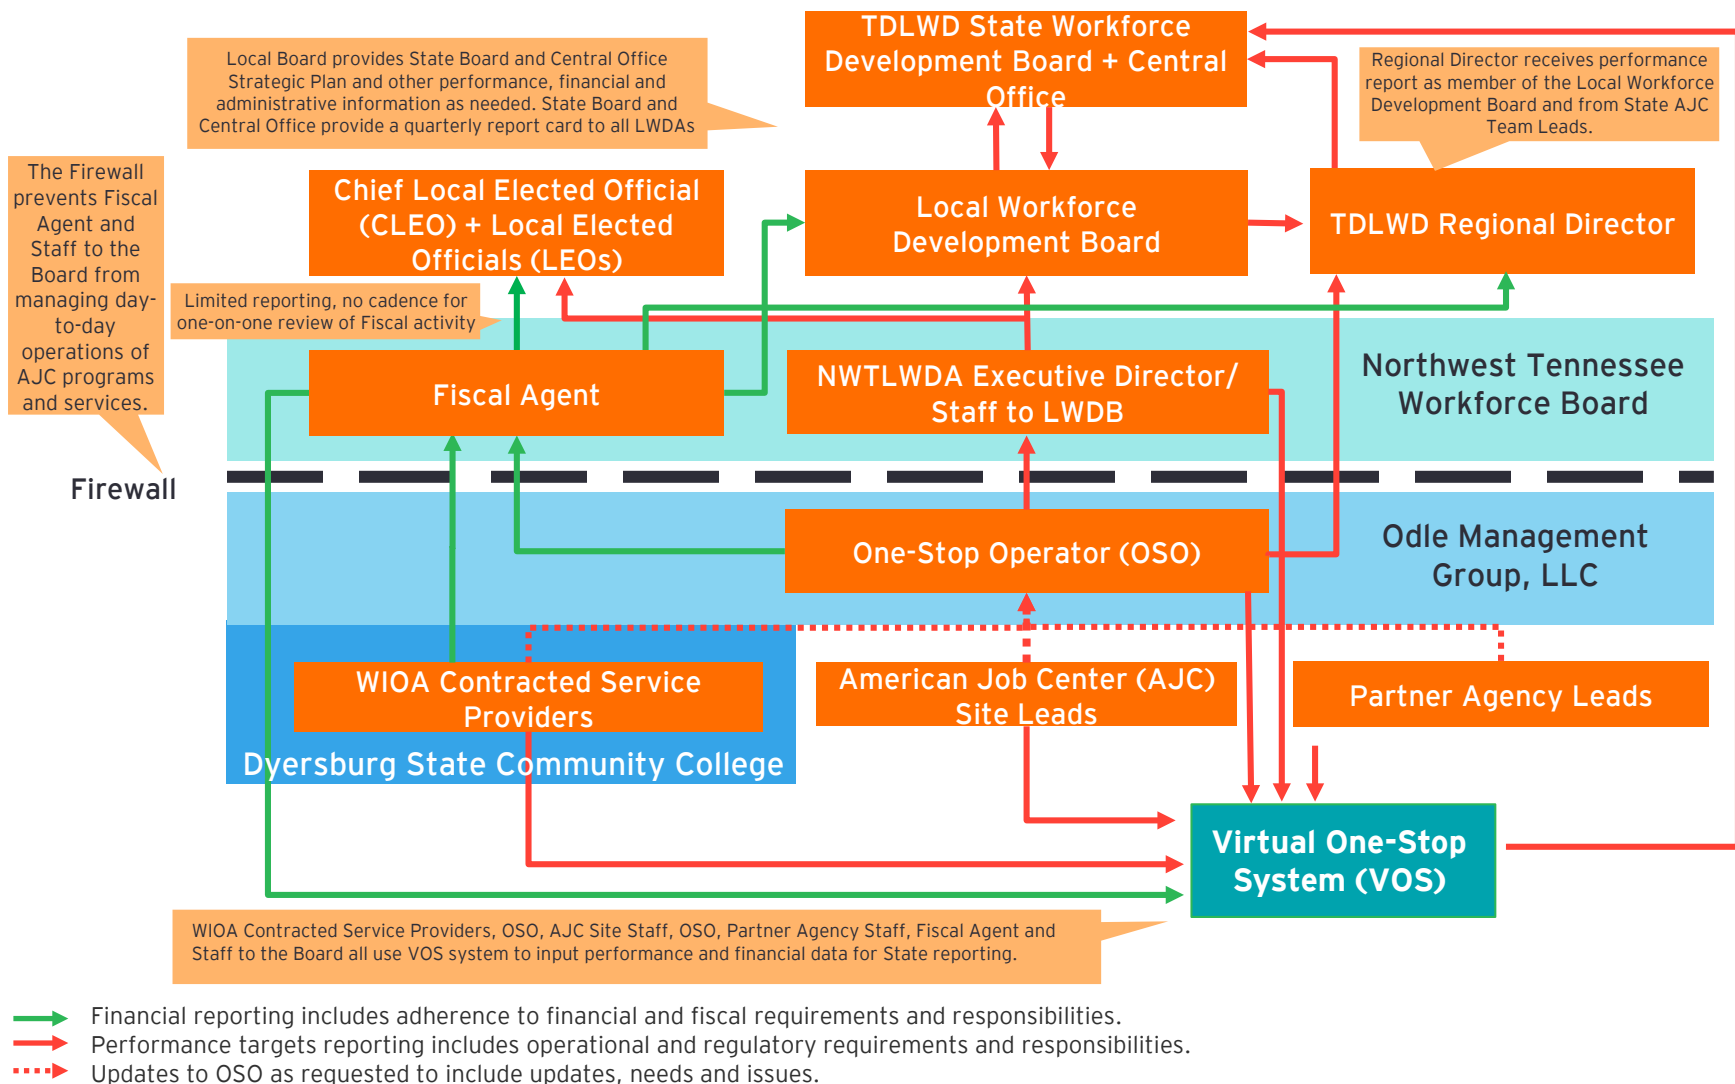 TDLWD State Workforce
Development Board + Central
Office
Local Board provides State Board and Central Office
Strategic Plan and other performance, financial and
administrative information as needed. State Board and
Central Office provide a quarterly report card to all LWDAs
Regional Director receives performance
report as member of the Local Workforce
Development Board and from State AJC
Team Leads.
The Firewall
prevents Fiscal
Agent and
Staff to the
Board from
managing day-
to-day
operations of
AJC programs
and services.
Chief Local Elected Official
(CLEO) + Local Elected
Officials (LEOs)
Local Workforce
Development Board
TDLWD Regional Director
Limited reporting, no cadence for
one-on-one review of Fiscal activity
Fiscal Agent
NWTLWDA Executive Director/
Staff to LWDB
Northwest Tennessee
Workforce Board
Firewall
One-Stop Operator (OSO)
Odle Management
Group, LLC
WIOA Contracted Service
Providers
American Job Center (AJC)
Site Leads
Partner Agency Leads
Dyersburg State Community College
Virtual One-Stop
System (VOS)
WIOA Contracted Service Providers, OSO, AJC Site Staff, OSO, Partner Agency Staff, Fiscal Agent and
Staff to the Board all use VOS system to input performance and financial data for State reporting.
Financial reporting includes adherence to financial and fiscal requirements and responsibilities.
Performance targets reporting includes operational and regulatory requirements and responsibilities.
Updates to OSO as requested to include updates, needs and issues.